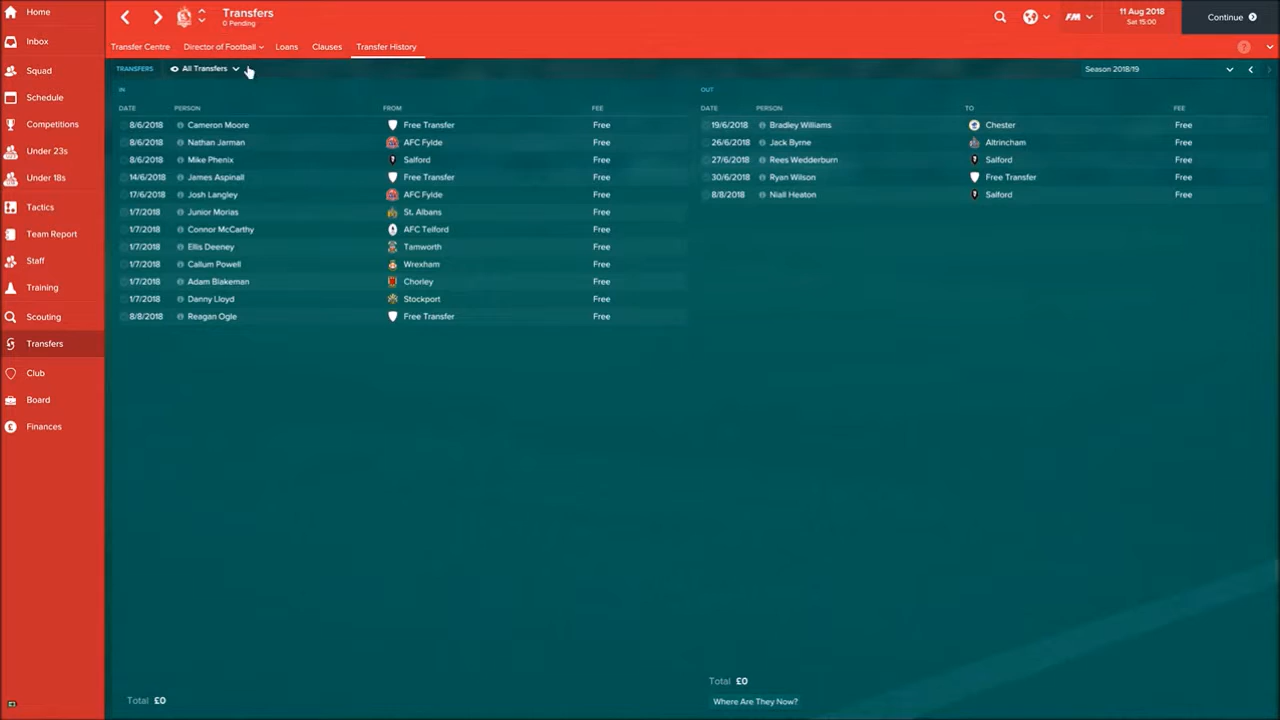 Home
Inbox
Squad
Schedule
Competitions
Under 23s
Under 18s
Tactics
Team Report
Staff
Training
Scouting
Transfers
Club
Board
Finances
Transfers
0 Pending
FM
11 Aug 2018
Sat 15:00
Continue
Transfer Centre Director of Football Loans Clauses Transfer History
?
TRANSFERS All Transfers
Season 2018/19
IN
DATE PERSON FROM FEE
8/6/2018 Cameron Moore Free Transfer Free
8/6/2018 Nathan Jarman AFC Fylde Free
8/6/2018 Mike Phenix Salford Free
14/6/2018 James Aspinall Free Transfer Free
17/6/2018 Josh Langley AFC Fylde Free
1/7/2018 Junior Morias St. Albans Free
1/7/2018 Connor McCarthy AFC Telford Free
1/7/2018 Ellis Deeney Tamworth Free
1/7/2018 Callum Powell Wrexham Free
1/7/2018 Adam Blakeman Chorley Free
1/7/2018 Danny Lloyd Stockport Free
8/8/2018 Reagan Ogle Free Transfer Free
Total £0
OUT
DATE PERSON TO FEE
19/6/2018 Bradley Williams Chester Free
26/6/2018 Jack Byrne Altrincham Free
27/6/2018 Rees Wedderburn Salford Free
30/6/2018 Ryan Wilson Free Transfer Free
8/8/2018 Niall Heaton Salford Free
Total £0
Where Are They Now?